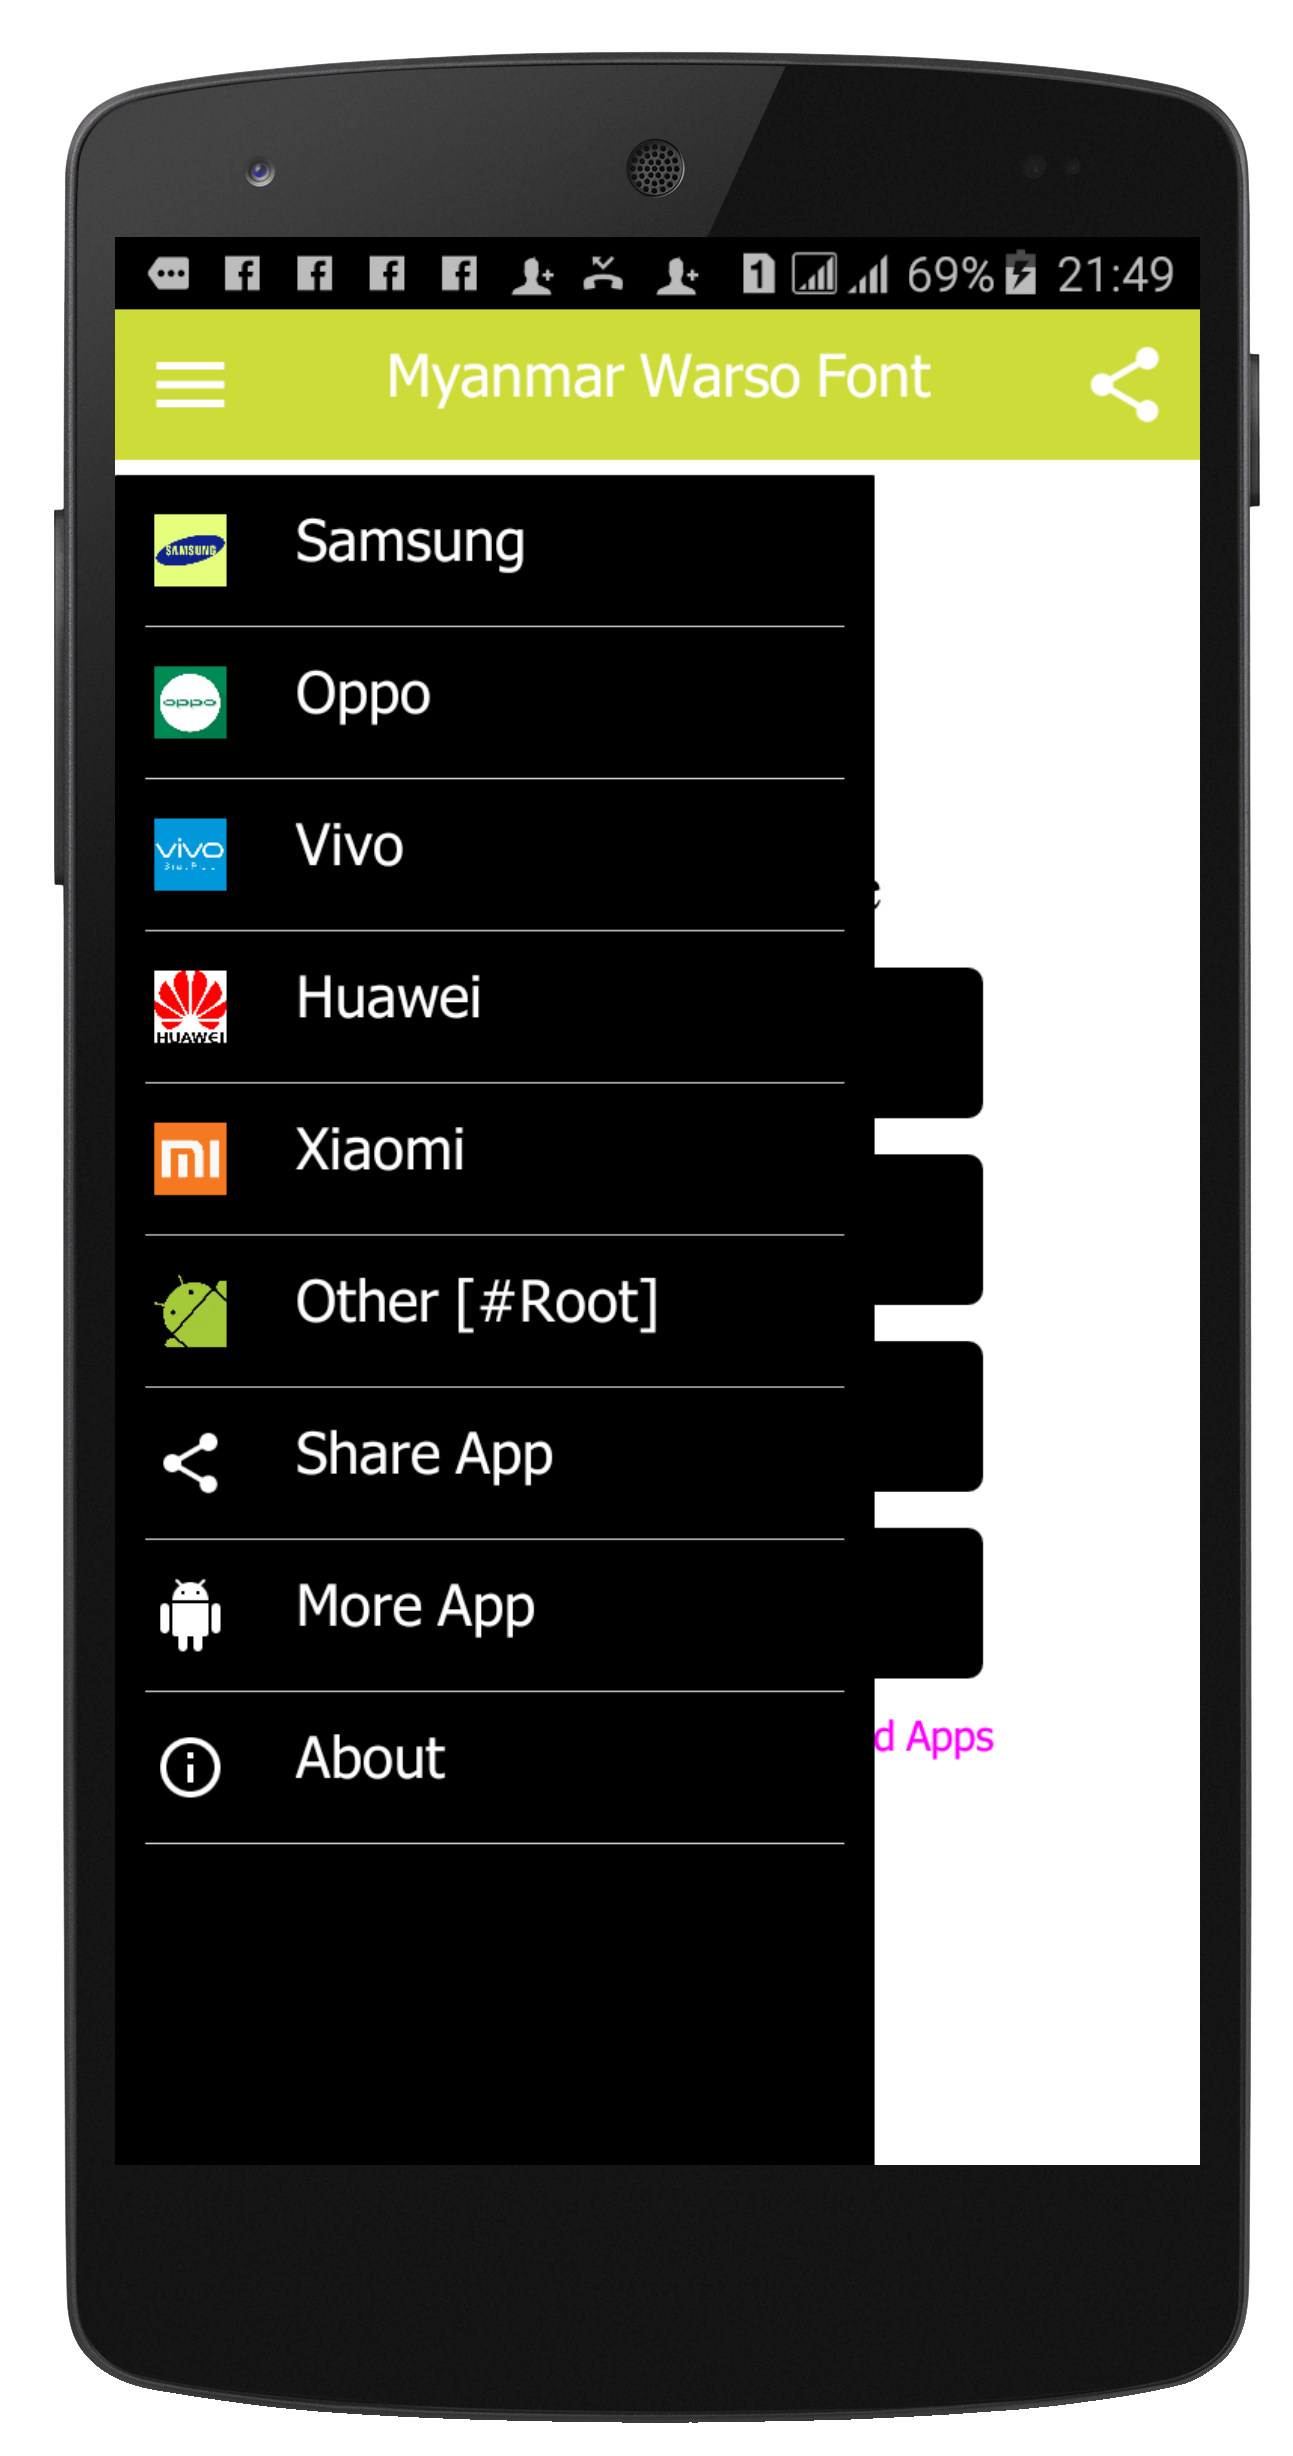 69% 21:49
Myanmar Warso Font
SAMSUNG Samsung
oppo Oppo
vivo Vivo
HUAWEI Huawei
mi Xiaomi
Other [#Root]
Share App
More App
About
d Apps